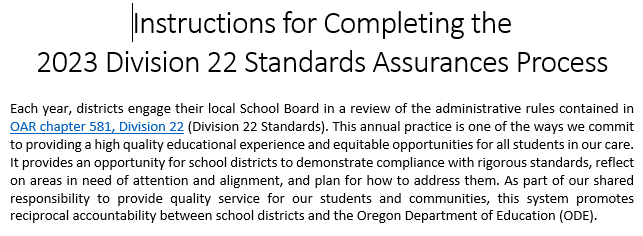 Instructions for Completing the
2023 Division 22 Standards Assurances Process
Each year, districts engage their local School Board in a review of the administrative rules contained in
OAR chapter 581, Division 22 (Division 22 Standards). This annual practice is one of the ways we commit
to providing a high quality educational experience and equitable opportunities for all students in our care.
It provides an opportunity for school districts to demonstrate compliance with rigorous standards, reflect
on areas in need of attention and alignment, and plan for how to address them. As part of our shared
responsibility to provide quality service for our students and communities, this system promotes
reciprocal accountability between school districts and the Oregon Department of Education (ODE).